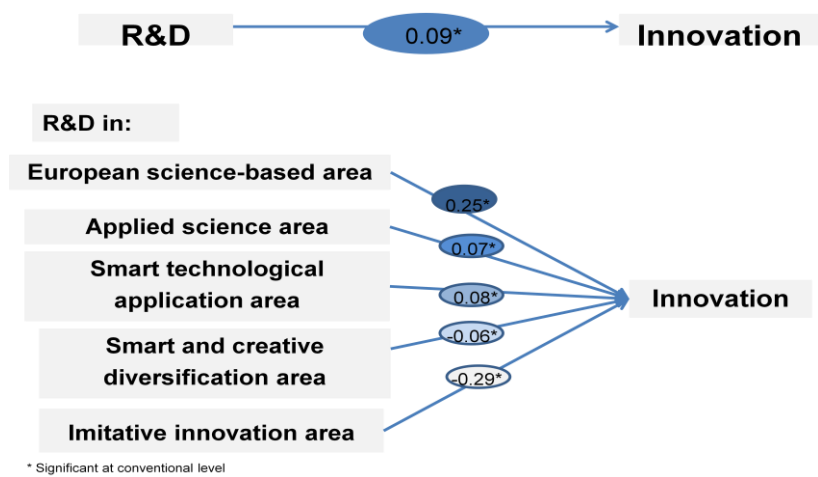 R&D
0.09*
Innovation
R&D in:
European science-based area
0.25*
Applied science area
0.07*
Smart technological
application area
0.08*
Innovation
-0.06*
Smart and creative
diversification area
-0.29*
Imitative innovation area
* Significant at conventional level